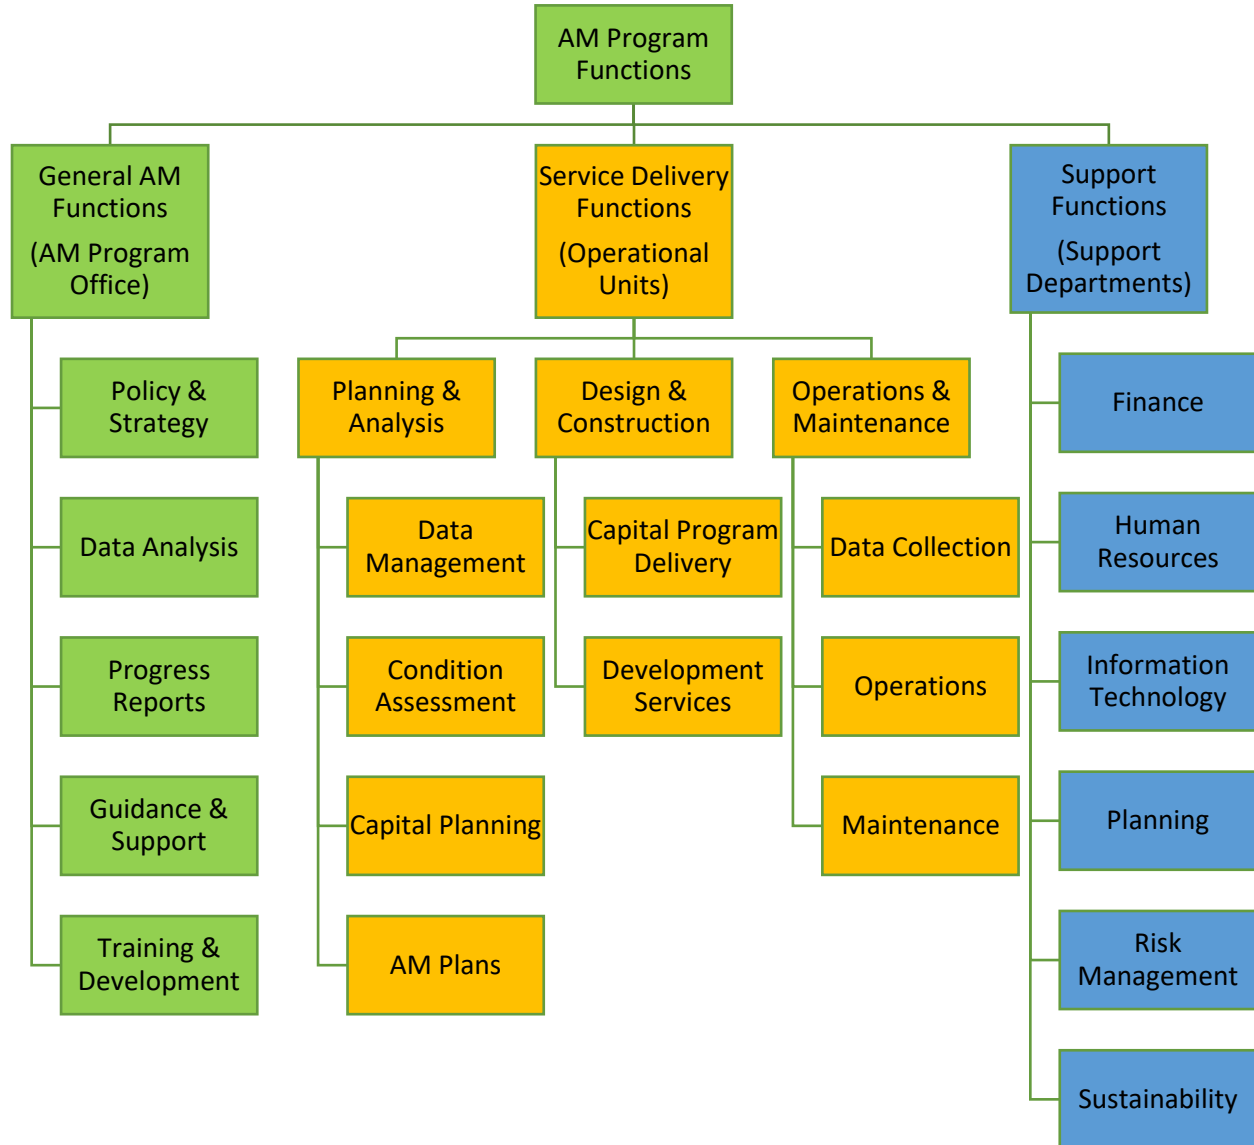 AM Program
Functions
General AM
Functions
(AM Program
Office)
Service Delivery
Functions
(Operational
Units)
Support
Functions
(Support
Departments)
Policy &
Strategy
Data Analysis
Progress
Reports
Guidance &
Support
Training &
Development
Planning &
Analysis
Data
Management
Condition
Assessment
Capital Planning
AM Plans
Design &
Construction
Capital Program
Delivery
Development
Services
Operations &
Maintenance
Data Collection
Operations
Maintenance
Finance
Human
Resources
Information
Technology
Planning
Risk
Management
Sustainability